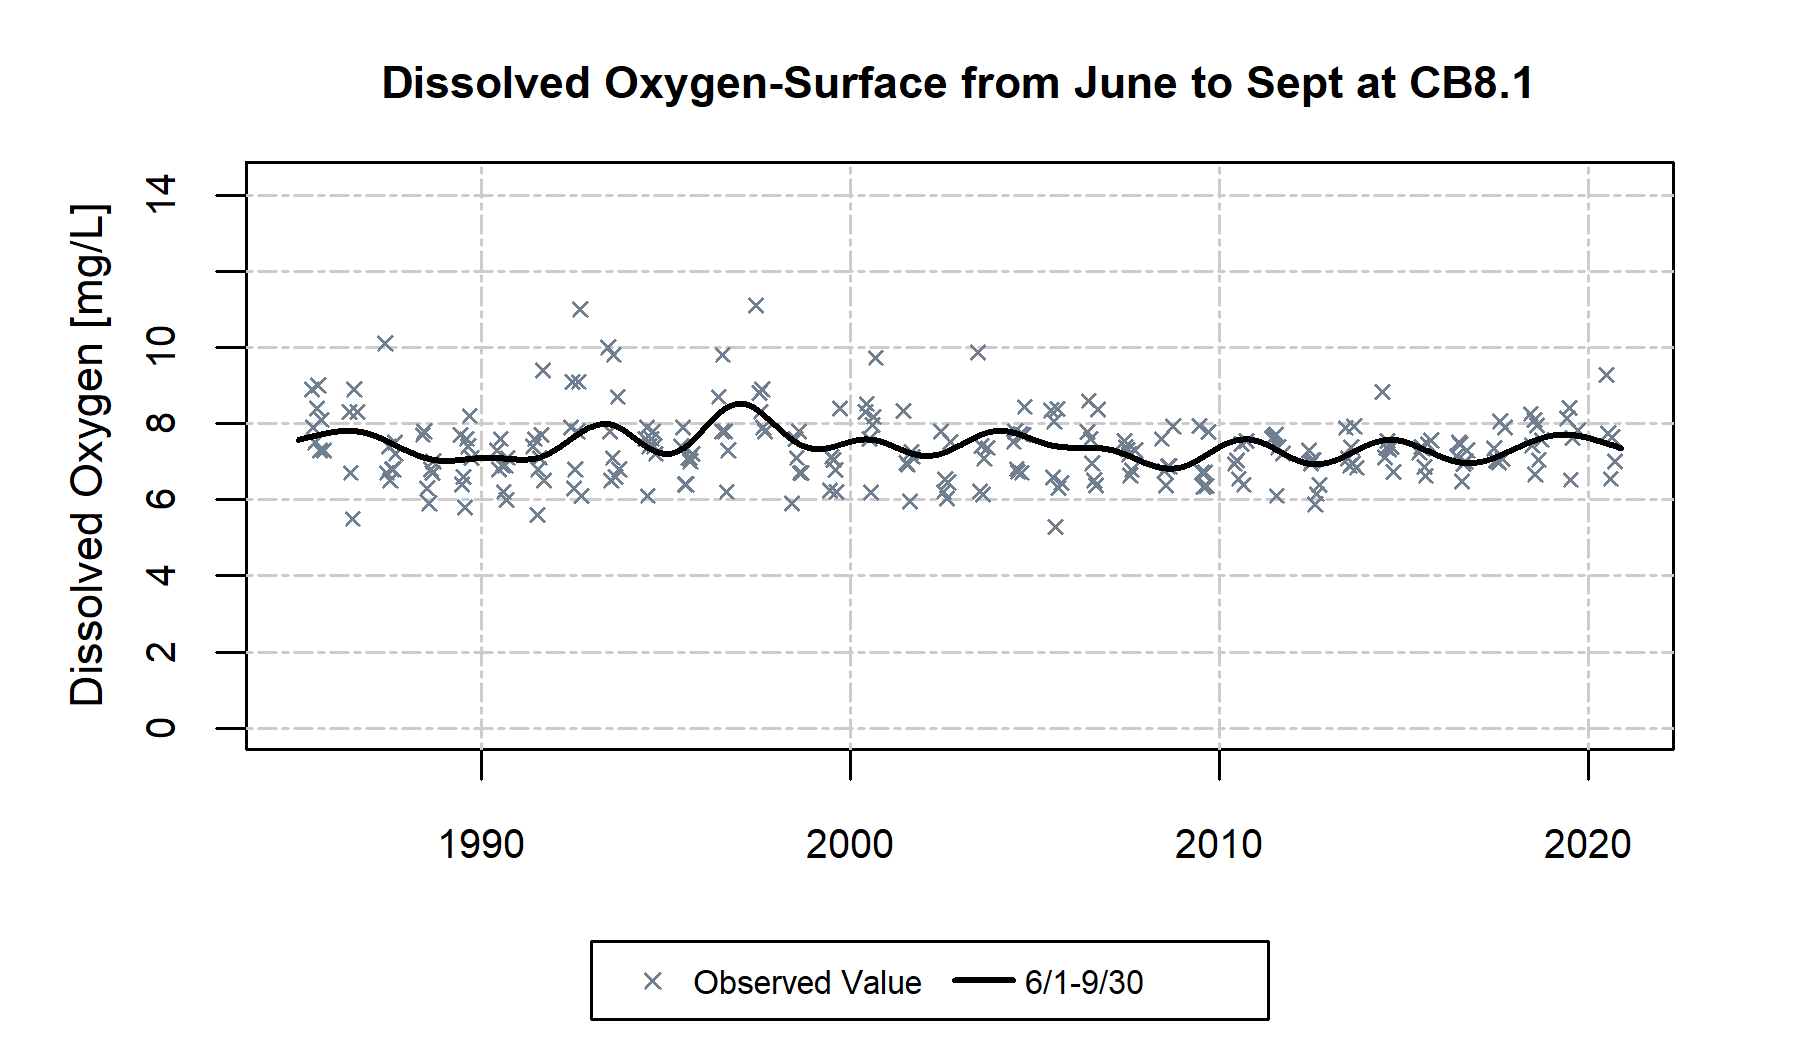 Dissolved Oxygen-Surface from June to Sept at CB8.1
Dissolved Oxygen [mg/L]
14
10
8
6
4
2
0
1990 2000 2010 2020
Observed Value 6/1-9/30